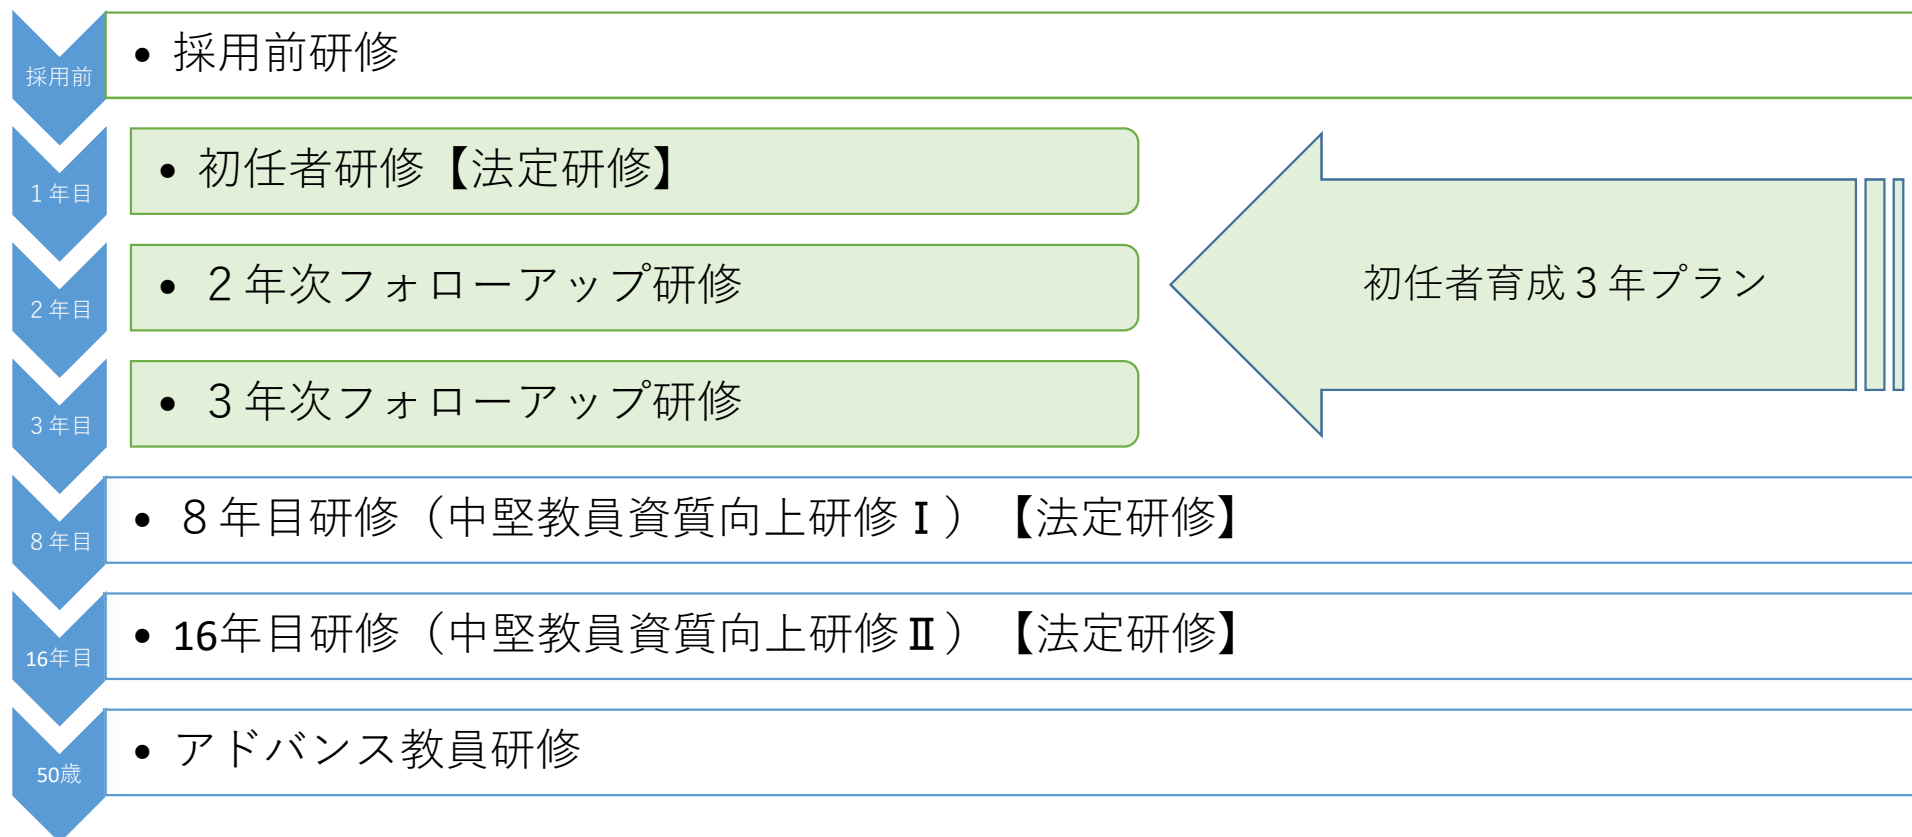 採用前
• 採用前研修
1年目
• 初任者研修【法定研修】
2年目
• 2年次フォローアップ研修
3年目
• 3年次フォローアップ研修
初任者育成3年プラン
8年目
• 8年目研修（中堅教員資質向上研修Ⅰ）【法定研修】
16年目
• 16年目研修（中堅教員資質向上研修Ⅱ）【法定研修】
50歳
• アドバンス教員研修